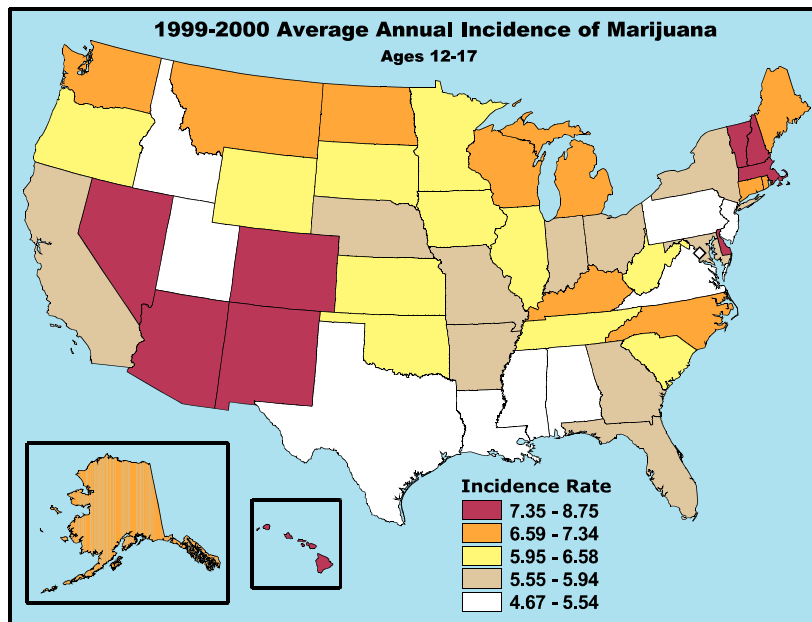 1999-2000 Average Annual Incidence of Marijuana
Ages 12-17
Incidence Rate
7.35 - 8.75
6.59 - 7.34
5.95 - 6.58
5.55 - 5.94
4.67 - 5.54